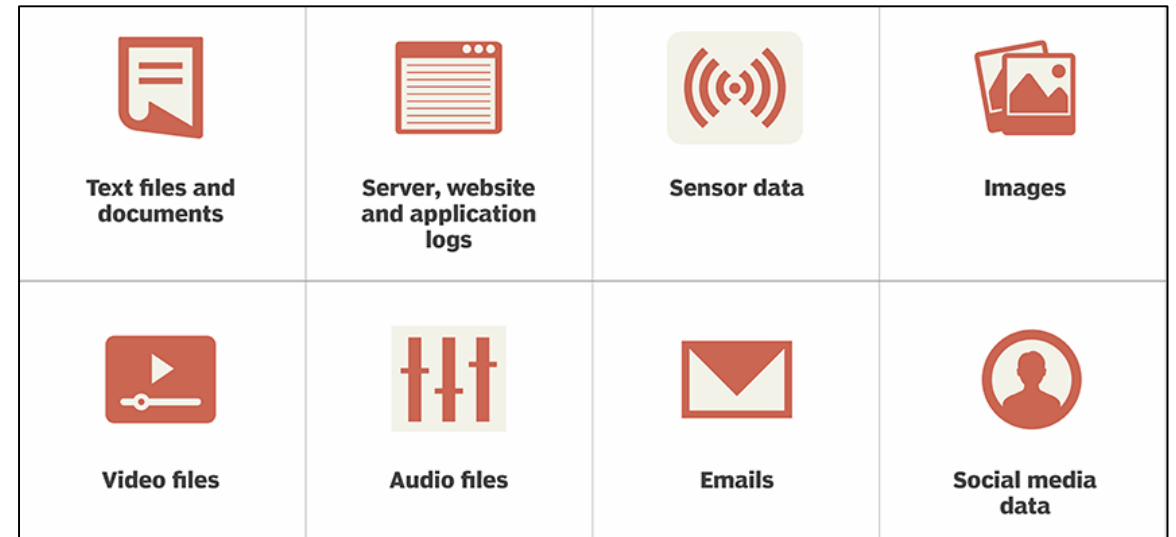 Text files and
documents
Server, website
and application
logs
Sensor data
Images
Video files
Audio files
Emails
Social media
data